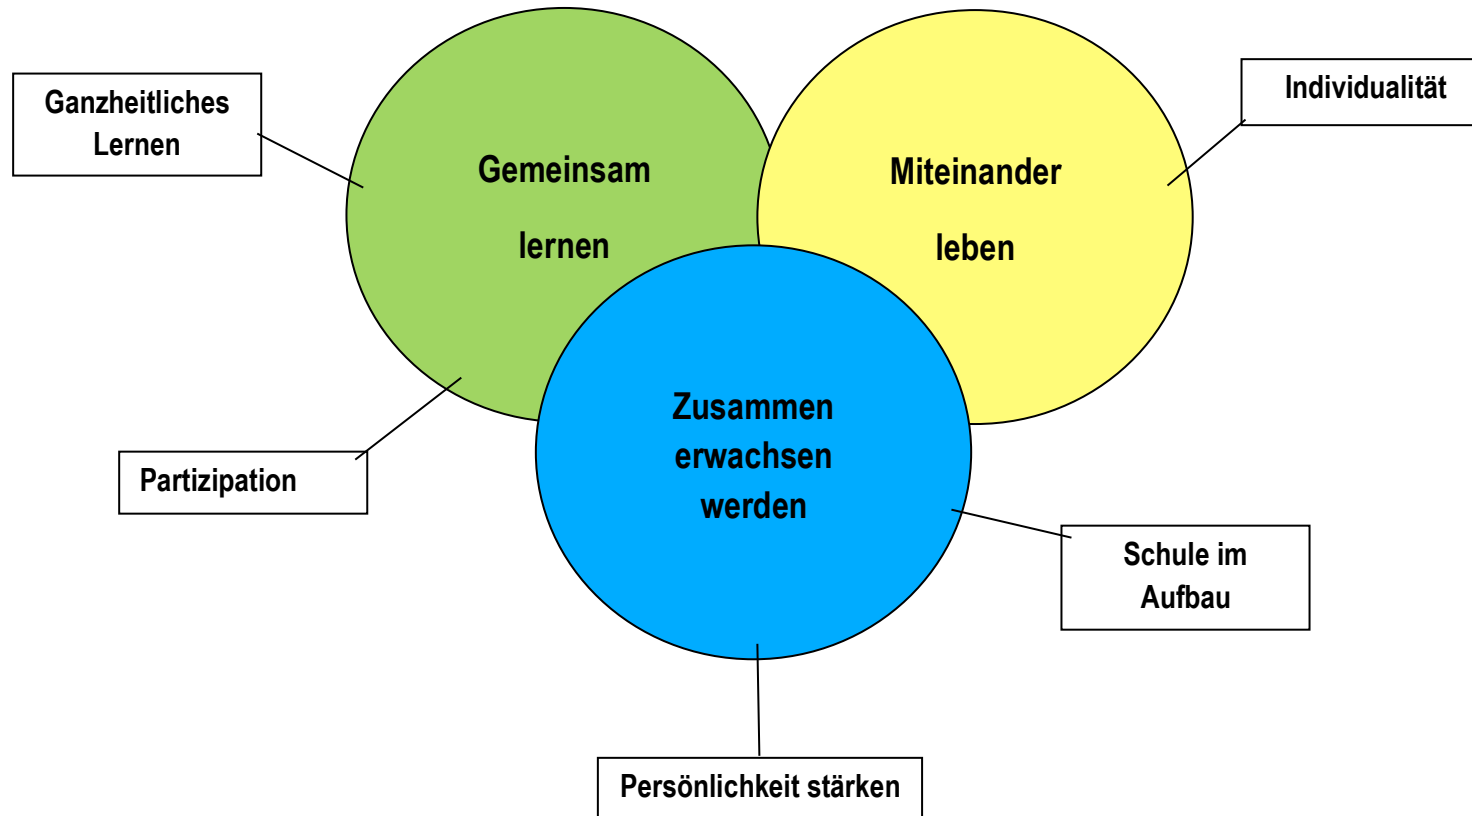 Ganzheitliches
Lernen
Individualität
Gemeinsam
lernen
Miteinander
leben
Zusammen
erwachsen
werden
Partizipation
Schule im
Aufbau
Persönlichkeit stärken